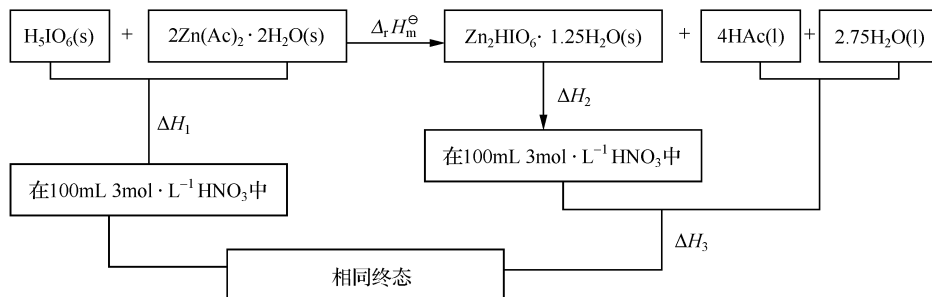 H₅IO₆(s) + 2Zn(Ac)₂·2H₂O(s) ΔᵣHₘ^⊖ Zn₂HIO₆·1.25H₂O(s) + 4HAc(l) + 2.75H₂O(l)
ΔH₁
ΔH₂
在100mL 3mol·L⁻¹ HNO₃中
在100mL 3mol·L⁻¹ HNO₃中
ΔH₃
相同终态